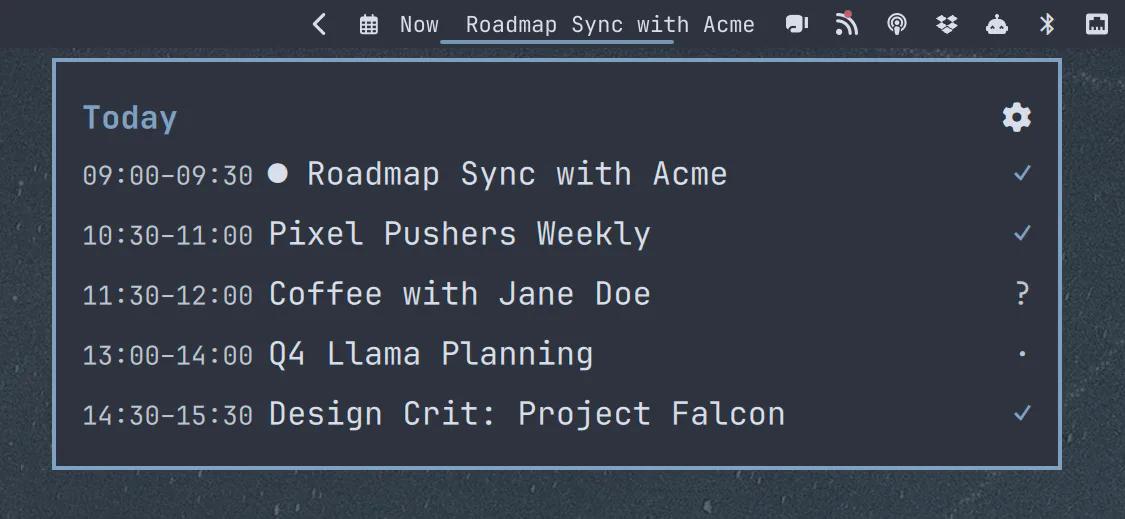 Now Roadmap Sync with Acme
Today
09:00–09:30 ● Roadmap Sync with Acme ✓
10:30–11:00 Pixel Pushers Weekly ✓
11:30–12:00 Coffee with Jane Doe ?
13:00–14:00 Q4 Llama Planning ·
14:30–15:30 Design Crit: Project Falcon ✓